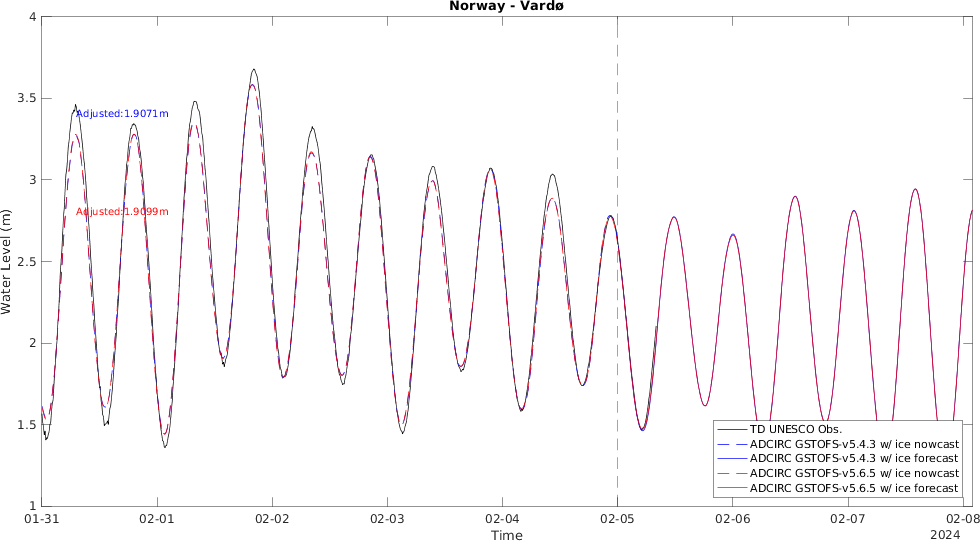 Norway - Vardø
4
3.5
3
2.5
2
1.5
1
Water Level (m)
Adjusted:1.9071m
Adjusted:1.9099m
TD UNESCO Obs.
ADCIRC GSTOFS-v5.4.3 w/ ice nowcast
ADCIRC GSTOFS-v5.4.3 w/ ice forecast
ADCIRC GSTOFS-v5.6.5 w/ ice nowcast
ADCIRC GSTOFS-v5.6.5 w/ ice forecast
01-31 02-01 02-02 02-03 02-04 02-05 02-06 02-07 02-08
Time
2024